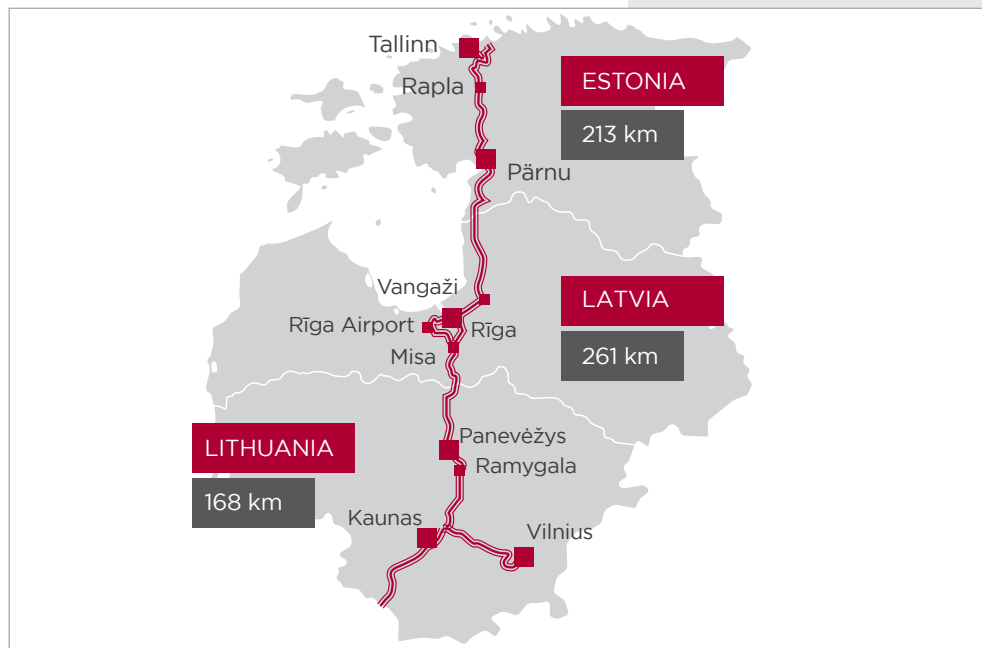 Tallinn
Rapla
ESTONIA
213 km
Pärnu
Vangaži
LATVIA
Rīga Airport
Rīga
Misa
261 km
LITHUANIA
168 km
Panevėžys
Ramygala
Kaunas
Vilnius